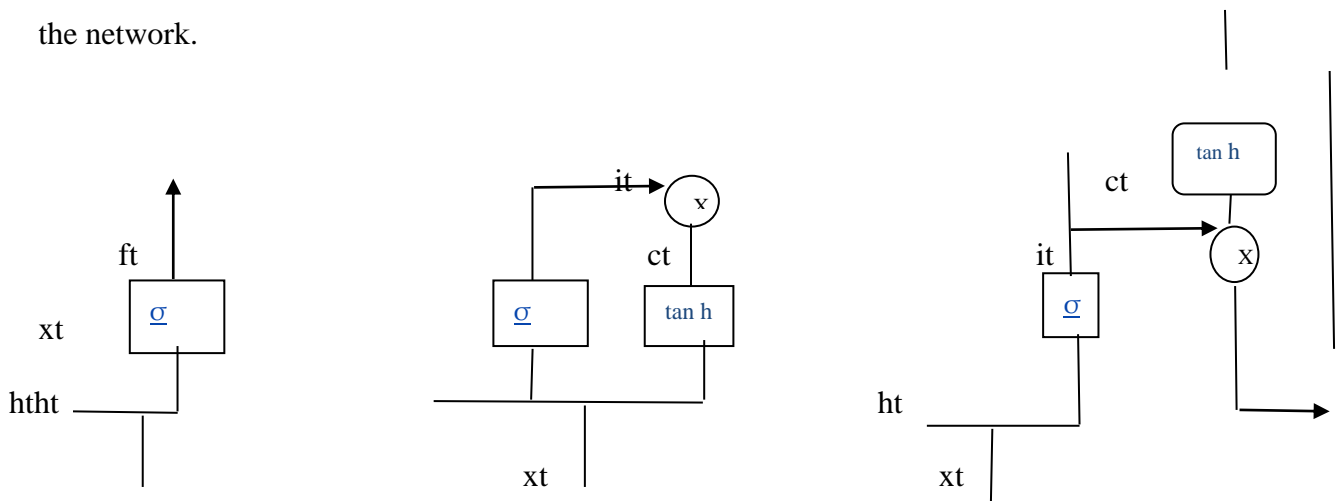 the network.
tan h
it
ct
x
ft
ct
it
x
σ
σ
tan h
σ
xt
htht
ht
xt
xt